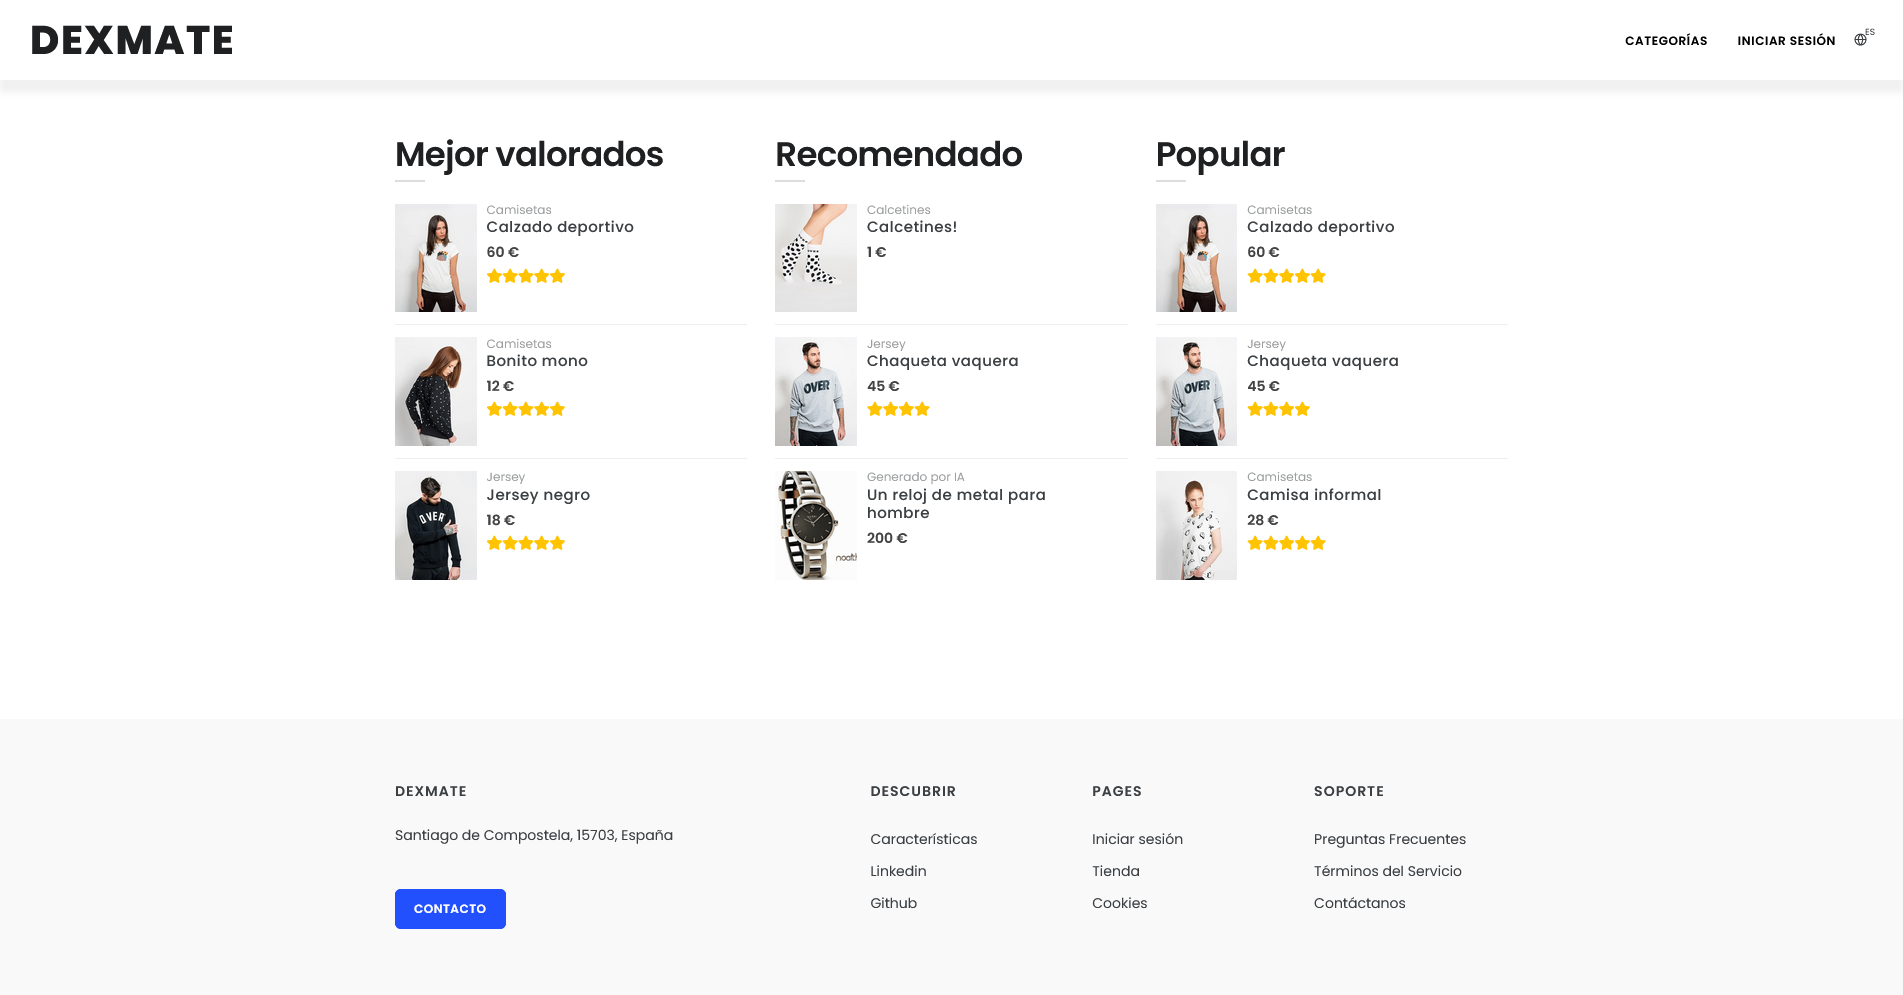 DEXMATE
CATEGORÍAS
INICIAR SESIÓN
ES
Mejor valorados
Camisetas
Calzado deportivo
60 €
Camisetas
Bonito mono
12 €
OVER
Jersey
Jersey negro
18 €
Recomendado
Calcetines
Calcetines!
1 €
OVER
Jersey
Chaqueta vaquera
45 €
Generado por IA
Un reloj de metal para
hombre
200 €
Popular
Camisetas
Calzado deportivo
60 €
OVER
Jersey
Chaqueta vaquera
45 €
Camisetas
Camisa informal
28 €
DEXMATE
Santiago de Compostela, 15703, España
CONTACTO
DESCUBRIR
Características
Linkedin
Github
PAGES
Iniciar sesión
Tienda
Cookies
SOPORTE
Preguntas Frecuentes
Términos del Servicio
Contáctanos